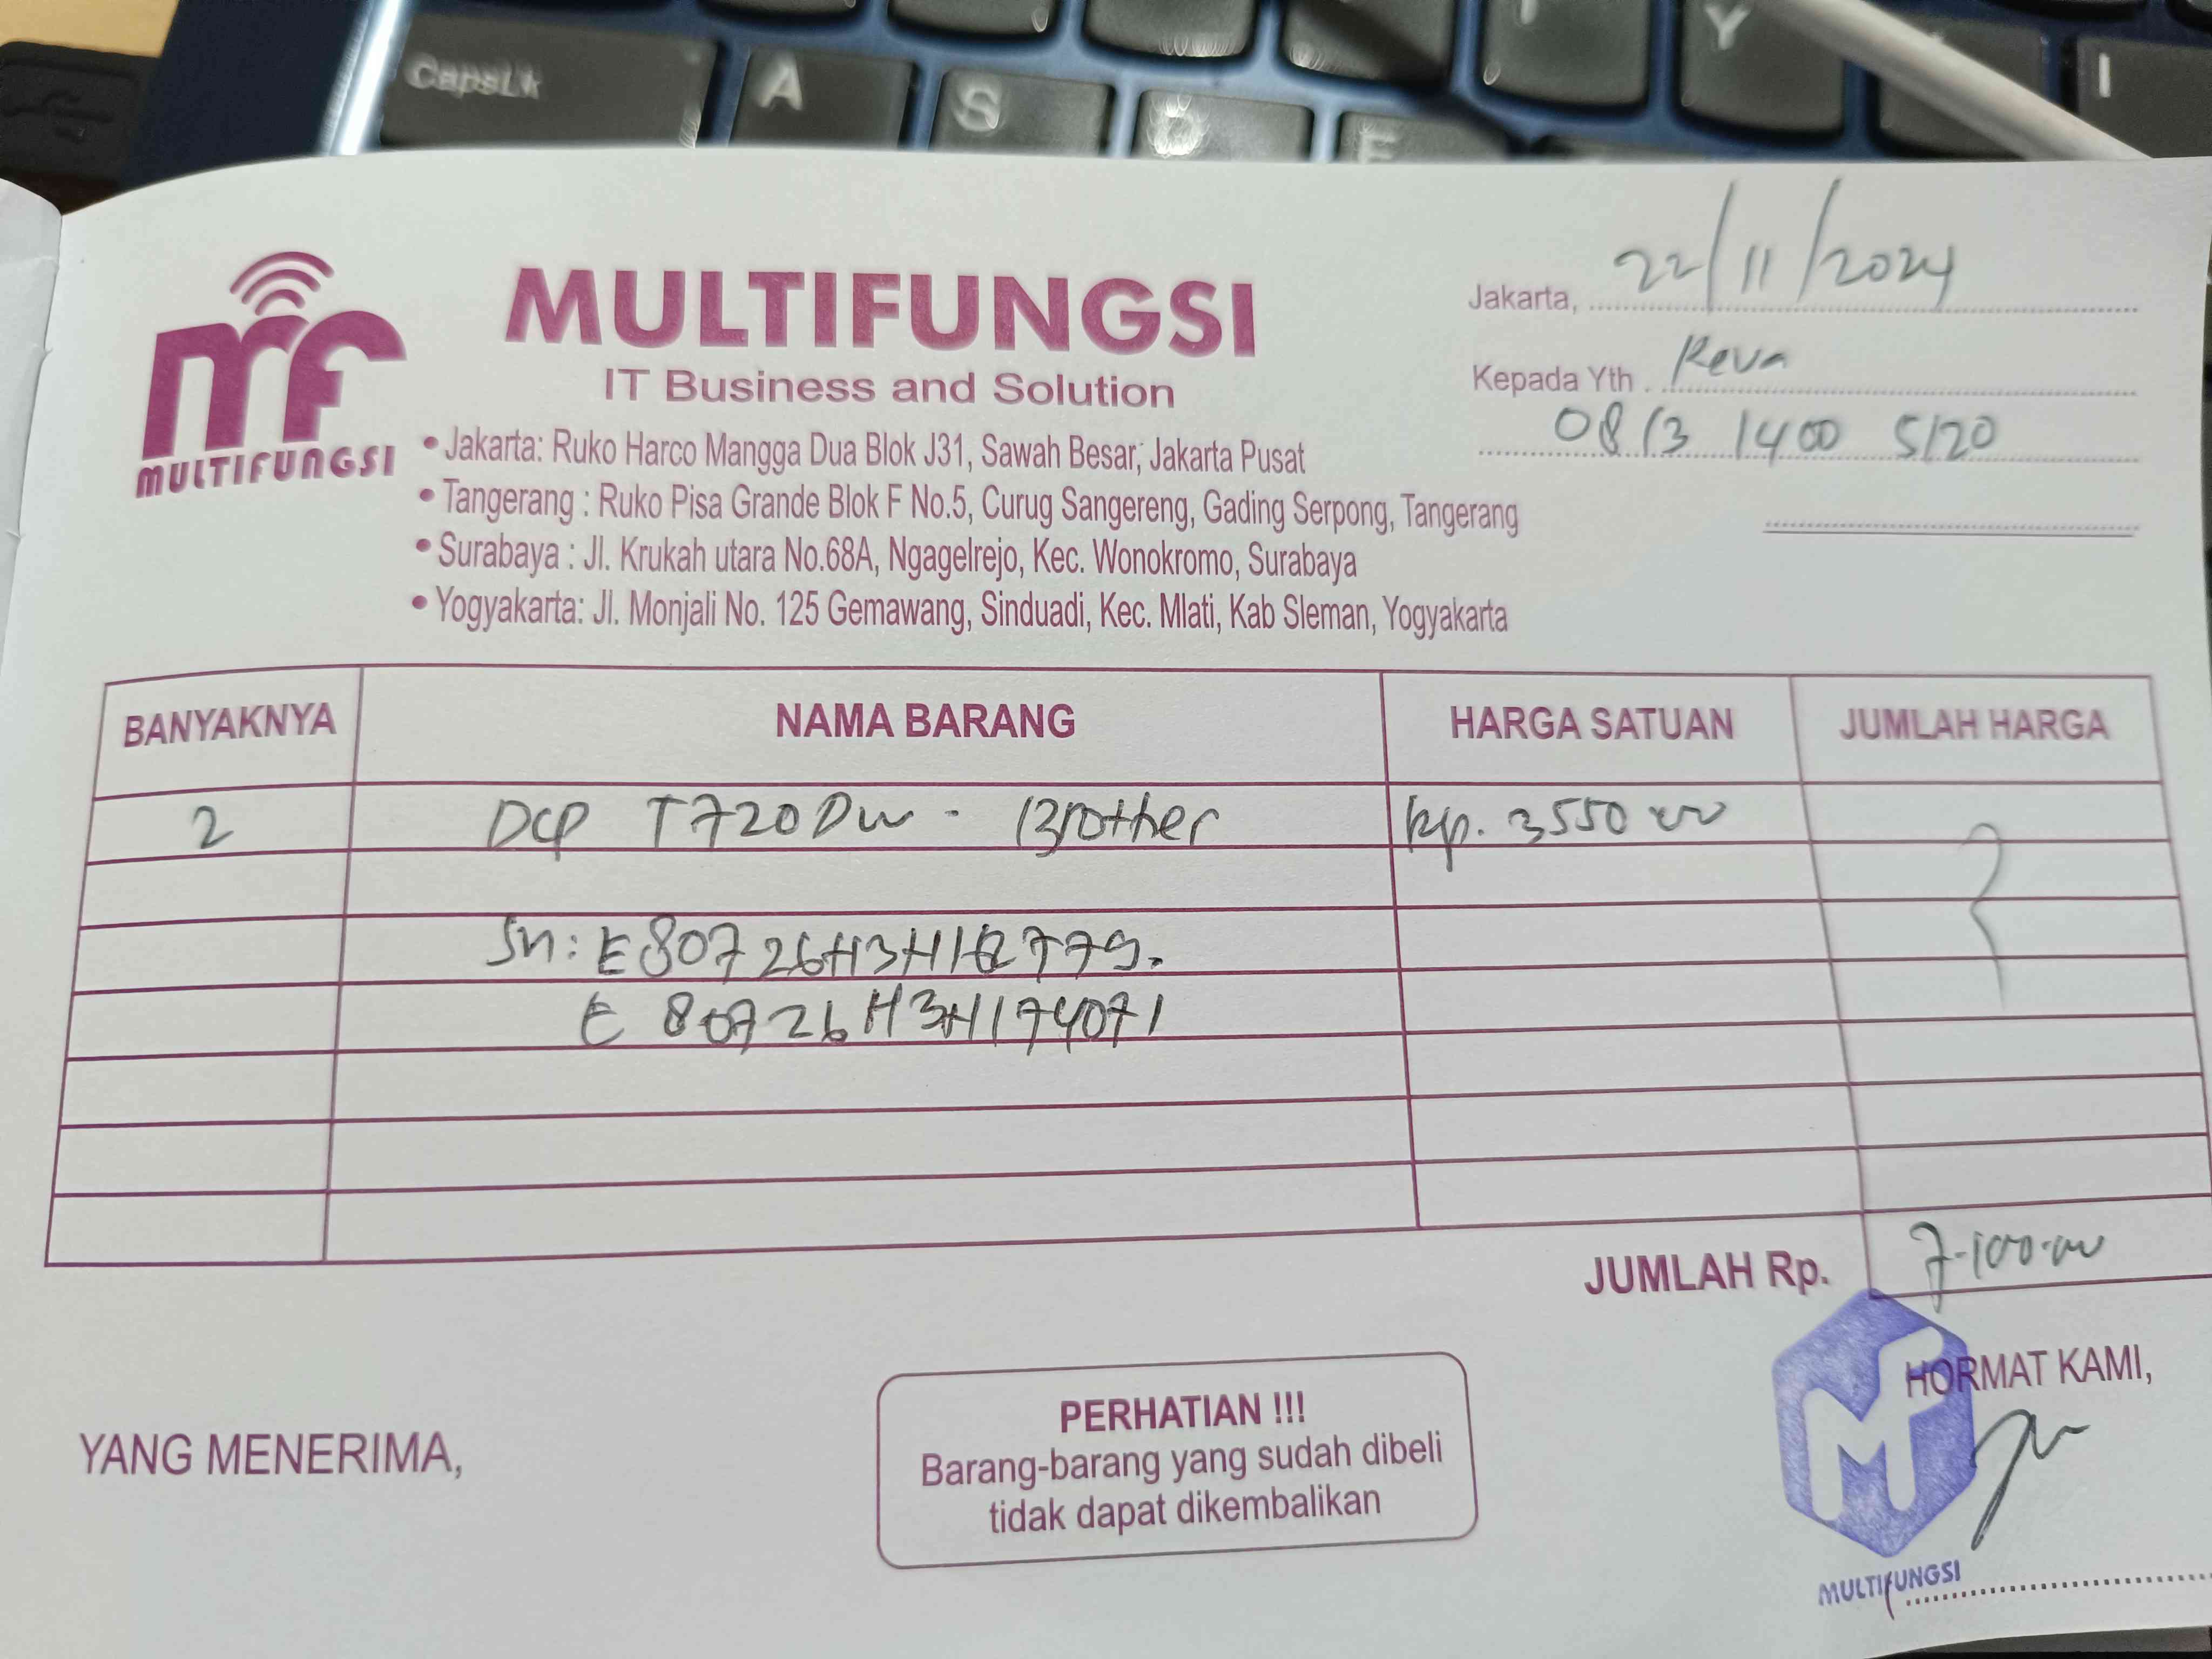 CapsLk
A
S
D
F
Y
I
MULTIFUNGSI
MULTIFUNGSI
IT Business and Solution
• Jakarta: Ruko Harco Mangga Dua Blok J31, Sawah Besar, Jakarta Pusat
• Tangerang : Ruko Pisa Grande Blok F No.5, Curug Sangereng, Gading Serpong, Tangerang
• Surabaya : Jl. Krukah utara No.68A, Ngagelrejo, Kec. Wonokromo, Surabaya
• Yogyakarta: Jl. Monjali No. 125 Gemawang, Sinduadi, Kec. Mlati, Kab Sleman, Yogyakarta
Jakarta, 22/11/2024
Kepada Yth. Reva
0813 1400 5120
BANYAKNYA NAMA BARANG HARGA SATUAN JUMLAH HARGA
2 DCP T720DW - Brother Rp. 3550 00
SN:
E 80726H3H174071
JUMLAH Rp. 7.100.00
YANG MENERIMA,
PERHATIAN !!!
Barang-barang yang sudah dibeli
tidak dapat dikembalikan
HORMAT KAMI,
MULTIFUNGSI